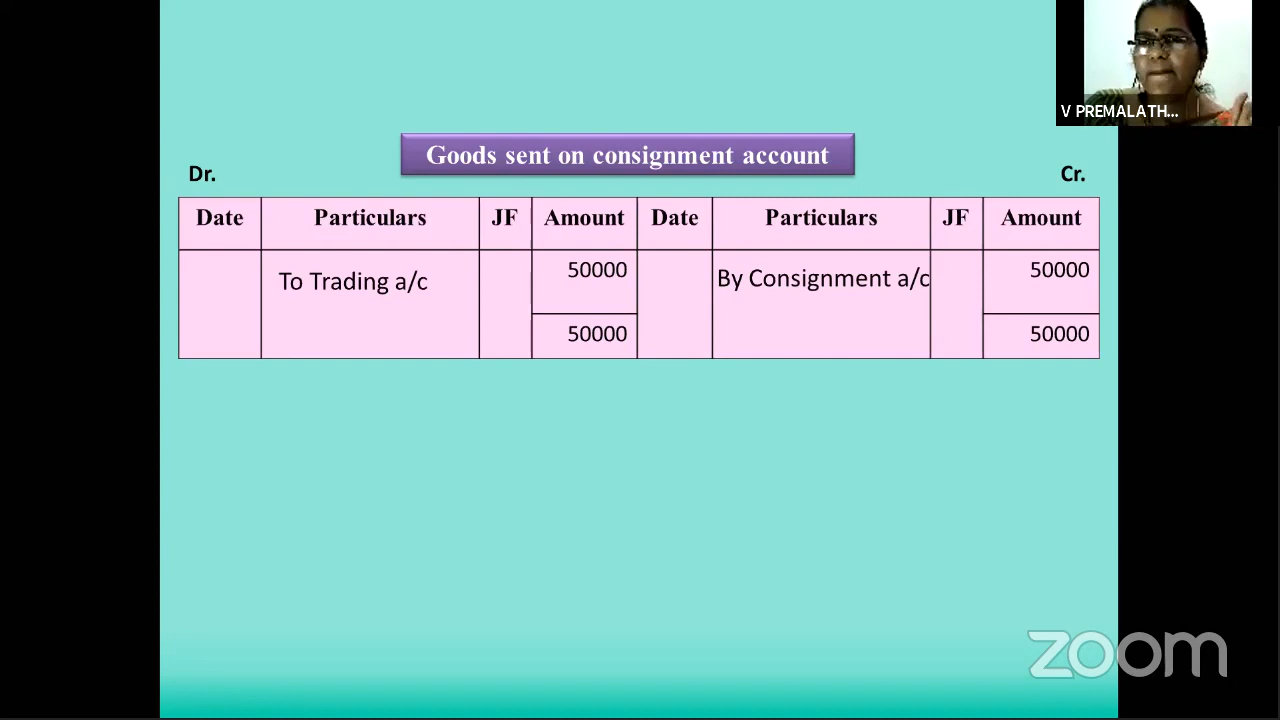 V PREMALATH...
Goods sent on consignment account
Dr. Cr.
Date Particulars JF Amount Date Particulars JF Amount
To Trading a/c 50000 By Consignment a/c 50000
50000 50000
zoom